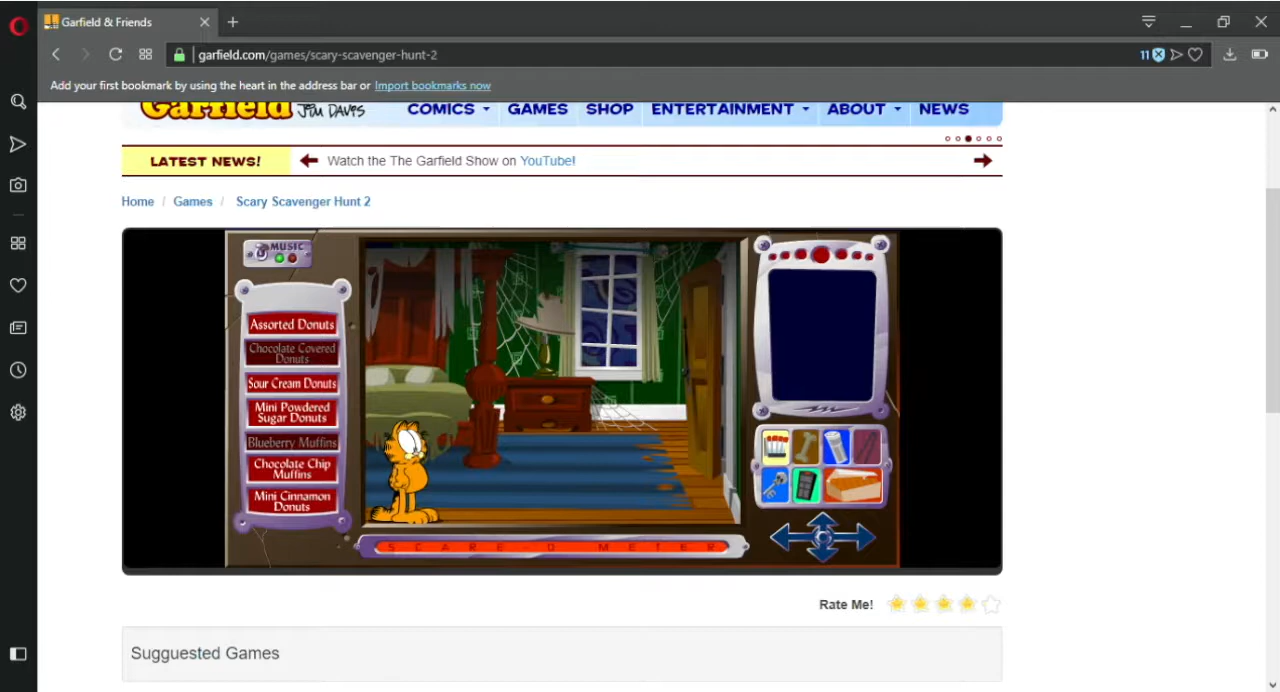 Garfield & Friends
garfield.com/games/scary-scavenger-hunt-2
11
Add your first bookmark by using the heart in the address bar or Import bookmarks now
Garfield JIM DAVIS COMICS GAMES SHOP ENTERTAINMENT ABOUT NEWS
LATEST NEWS! Watch the The Garfield Show on YouTube!
Home / Games / Scary Scavenger Hunt 2
MUSIC
Assorted Donuts
Chocolate Covered
Donuts
Sour Cream Donuts
Mini Powdered
Sugar Donuts
Blueberry Muffins
Chocolate Chip
Muffins
Mini Cinnamon
Donuts
SCARE-O METER
Rate Me!
Sugguested Games